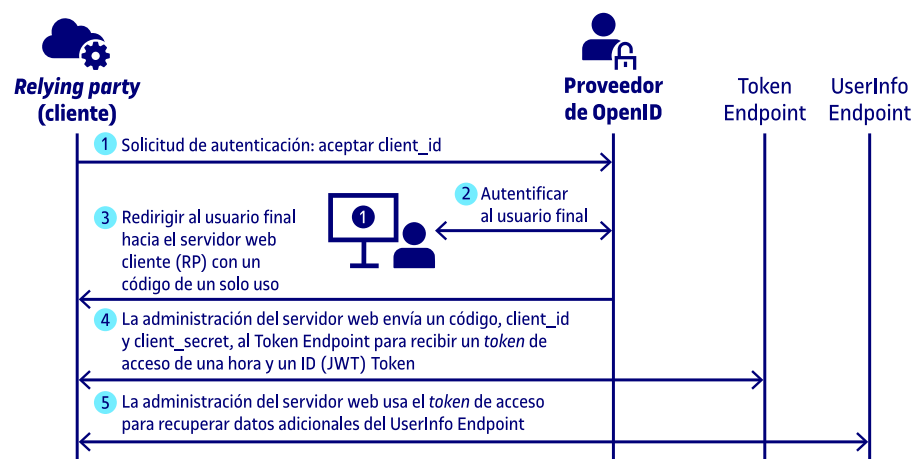 Relying party
(cliente)
Proveedor
de OpenID
Token
Endpoint
UserInfo
Endpoint
1 Solicitud de autenticación: aceptar client_id
2 Autentificar
al usuario final
3 Redirigir al usuario final
hacia el servidor web
cliente (RP) con un
código de un solo uso
1
4 La administración del servidor web envía un código, client_id
y client_secret, al Token Endpoint para recibir un token de
acceso de una hora y un ID (JWT) Token
5 La administración del servidor web usa el token de acceso
para recuperar datos adicionales del UserInfo Endpoint